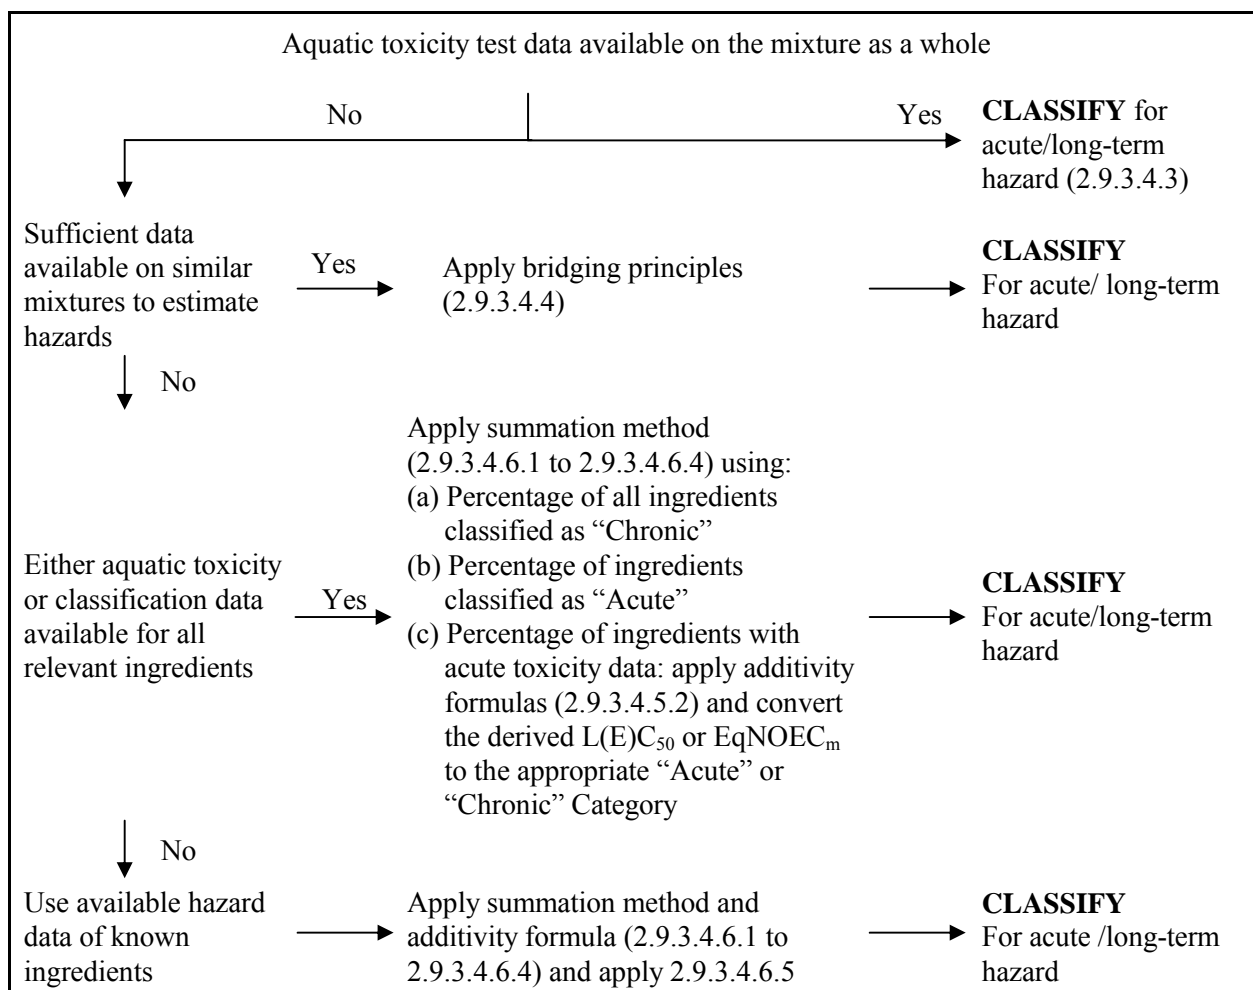 Aquatic toxicity test data available on the mixture as a whole
No
Yes
CLASSIFY for
acute/long-term
hazard (2.9.3.4.3)
Sufficient data
available on similar
mixtures to estimate
hazards
Yes
Apply bridging principles
(2.9.3.4.4)
CLASSIFY
For acute/ long-term
hazard
No
Either aquatic toxicity
or classification data
available for all
relevant ingredients
Yes
Apply summation method
(2.9.3.4.6.1 to 2.9.3.4.6.4) using:
(a) Percentage of all ingredients
classified as “Chronic”
(b) Percentage of ingredients
classified as “Acute”
(c) Percentage of ingredients with
acute toxicity data: apply additivity
formulas (2.9.3.4.5.2) and convert
the derived L(E)C₅₀ or EqNOECₘ
to the appropriate “Acute” or
“Chronic” Category
CLASSIFY
For acute/long-term
hazard
No
Use available hazard
data of known
ingredients
Apply summation method and
additivity formula (2.9.3.4.6.1 to
2.9.3.4.6.4) and apply 2.9.3.4.6.5
CLASSIFY
For acute /long-term
hazard